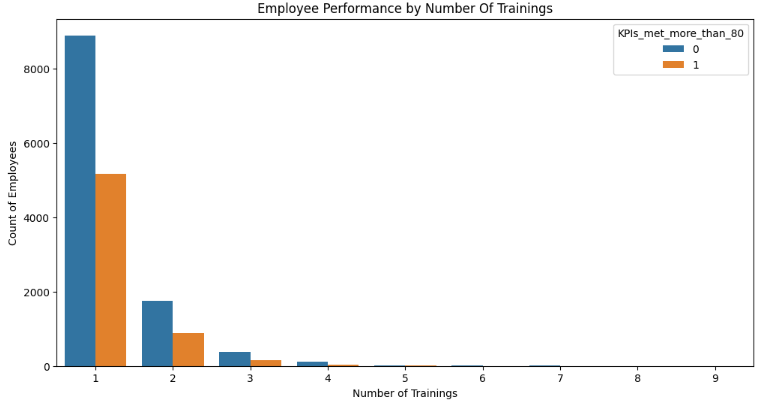 Employee Performance by Number Of Trainings
KPIs_met_more_than_80
0
1
8000
6000
4000
2000
0
Count of Employees
1 2 3 4 5 6 7 8 9
Number of Trainings